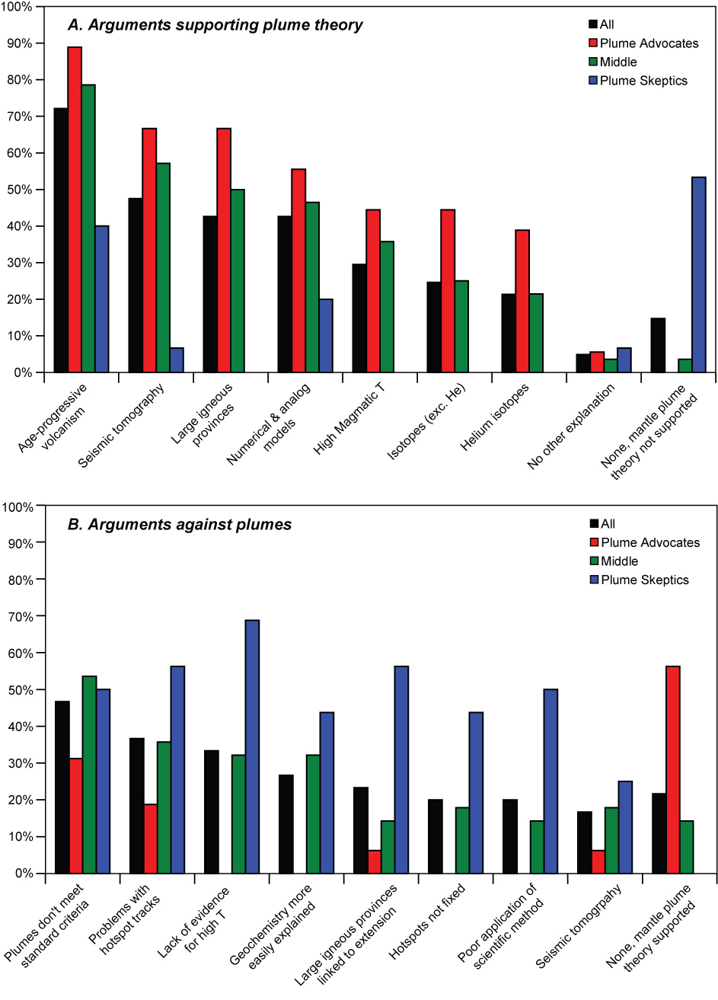 A. Arguments supporting plume theory
All
Plume Advocates
Middle
Plume Skeptics
100%
90%
80%
70%
60%
50%
40%
30%
20%
10%
0%
Age-progressive
volcanism
Seismic tomography
Large igneous
provinces
Numerical & analog
models
High Magmatic T
Isotopes (exc. He)
Helium isotopes
No other explanation
None, mantle plume
theory not supported
B. Arguments against plumes
All
Plume Advocates
Middle
Plume Skeptics
100%
90%
80%
70%
60%
50%
40%
30%
20%
10%
0%
Plumes don't meet
standard criteria
Problems with
hotspot tracks
Lack of evidence
for high T
Geochemistry more
easily explained
Large igneous provinces
linked to extension
Hotspots not fixed
Poor application of
scientific method
Seismic tomogrpahy
None, mantle plume
theory supported